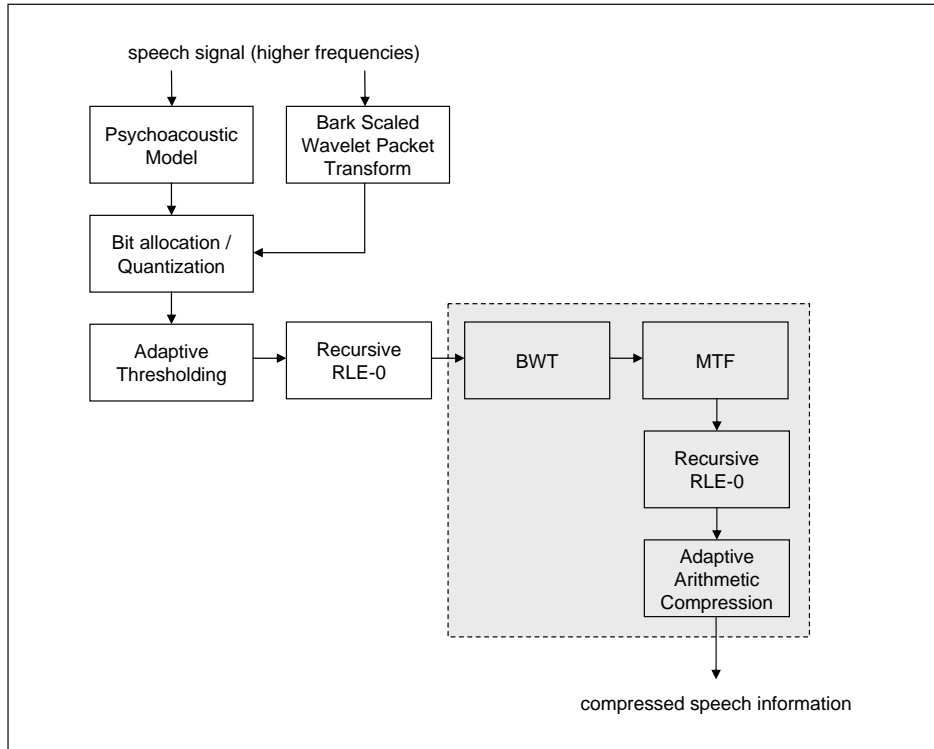 speech signal (higher frequencies)
Psychoacoustic
Model
Bark Scaled
Wavelet Packet
Transform
Bit allocation /
Quantization
Adaptive
Thresholding
Recursive
RLE-0
BWT
MTF
Recursive
RLE-0
Adaptive
Arithmetic
Compression
compressed speech information